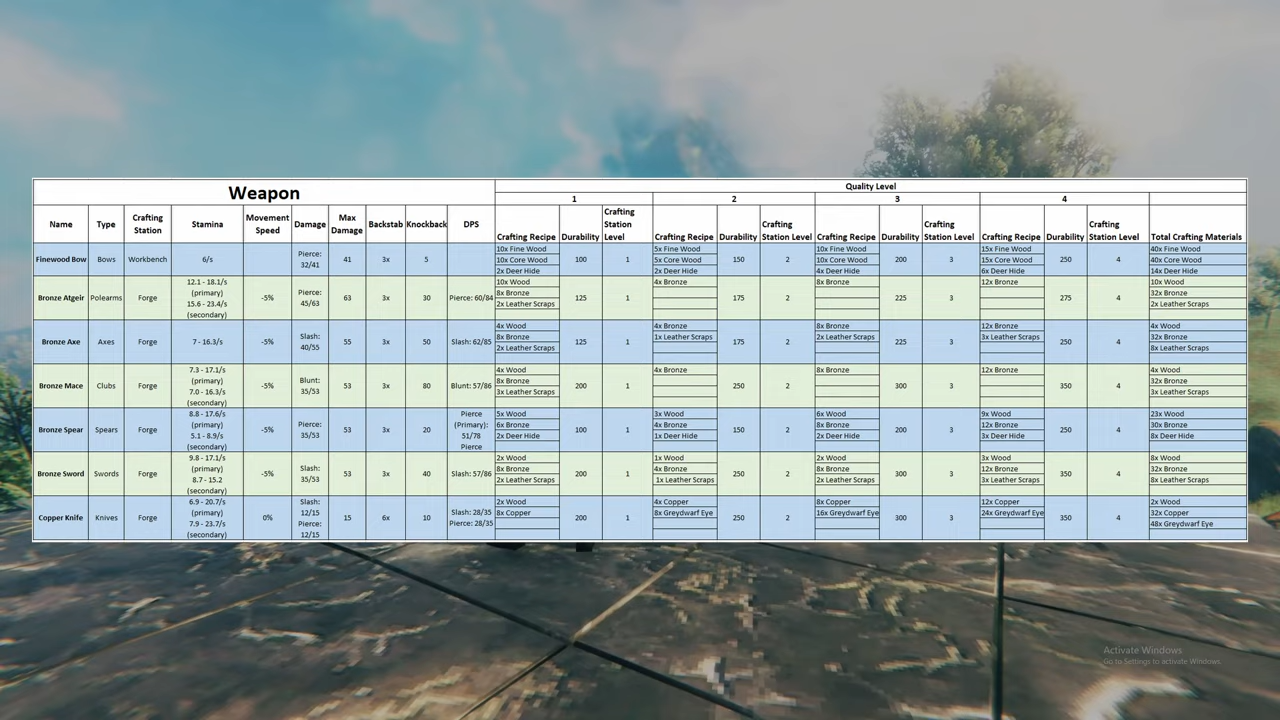 Weapon
Quality Level
1 2 3 4
Name Type Crafting Station Stamina Movement Speed Damage Max Damage Backstab Knockback DPS Crafting Recipe Durability Crafting Station Level Crafting Recipe Durability Crafting Station Level Crafting Recipe Durability Crafting Station Level Crafting Recipe Durability Crafting Station Level Total Crafting Materials
Finewood Bow Bows Workbench 6/s Pierce: 32/41 41 3x 5 10x Fine Wood 10x Core Wood 2x Deer Hide 100 1 5x Fine Wood 5x Core Wood 2x Deer Hide 150 2 10x Fine Wood 10x Core Wood 4x Deer Hide 200 3 15x Fine Wood 15x Core Wood 6x Deer Hide 250 4 40x Fine Wood 40x Core Wood 14x Deer Hide
Bronze Atgeir Polearms Forge 12.1 - 18.1/s (primary) 15.6 - 23.4/s (secondary) -5% Pierce: 45/63 63 3x 30 Pierce: 60/84 10x Wood 8x Bronze 2x Leather Scraps 125 1 4x Bronze 175 2 8x Bronze 225 3 12x Bronze 275 4 10x Wood 32x Bronze 2x Leather Scraps
Bronze Axe Axes Forge 7 - 16.3/s -5% Slash: 40/55 55 3x 50 Slash: 62/85 4x Wood 8x Bronze 2x Leather Scraps 125 1 4x Bronze 1x Leather Scraps 175 2 8x Bronze 2x Leather Scraps 225 3 12x Bronze 3x Leather Scraps 250 4 4x Wood 32x Bronze 8x Leather Scraps
Bronze Mace Clubs Forge 7.3 - 17.1/s (primary) 7.0 - 16.3/s (secondary) -5% Blunt: 35/53 53 3x 80 Blunt: 57/86 4x Wood 8x Bronze 3x Leather Scraps 200 1 4x Bronze 250 2 8x Bronze 300 3 12x Bronze 350 4 4x Wood 32x Bronze 3x Leather Scraps
Bronze Spear Spears Forge 8.8 - 17.6/s (primary) 5.1 - 8.9/s (secondary) -5% Pierce: 35/53 53 3x 20 Pierce (Primary): 51/78 Pierce 5x Wood 6x Bronze 2x Deer Hide 100 1 3x Wood 4x Bronze 1x Deer Hide 150 2 6x Wood 8x Bronze 2x Deer Hide 200 3 9x Wood 12x Bronze 3x Deer Hide 250 4 23x Wood 30x Bronze 8x Deer Hide
Bronze Sword Swords Forge 9.8 - 17.1/s (primary) 8.7 - 15.2 (secondary) -5% Slash: 35/53 53 3x 40 Slash: 57/86 2x Wood 8x Bronze 2x Leather Scraps 200 1 1x Wood 4x Bronze 1x Leather Scraps 250 2 2x Wood 8x Bronze 2x Leather Scraps 300 3 3x Wood 12x Bronze 3x Leather Scraps 350 4 8x Wood 32x Bronze 8x Leather Scraps
Copper Knife Knives Forge 6.9 - 20.7/s (primary) 7.9 - 23.7/s (secondary) 0% Slash: 12/15 Pierce: 12/15 15 6x 10 Slash: 28/35 Pierce: 28/35 2x Wood 8x Copper 200 1 4x Copper 8x Greydwarf Eye 250 2 8x Copper 16x Greydwarf Eye 300 3 12x Copper 24x Greydwarf Eye 350 4 2x Wood 32x Copper 48x Greydwarf Eye
Activate Windows
Go to Settings to activate Windows.